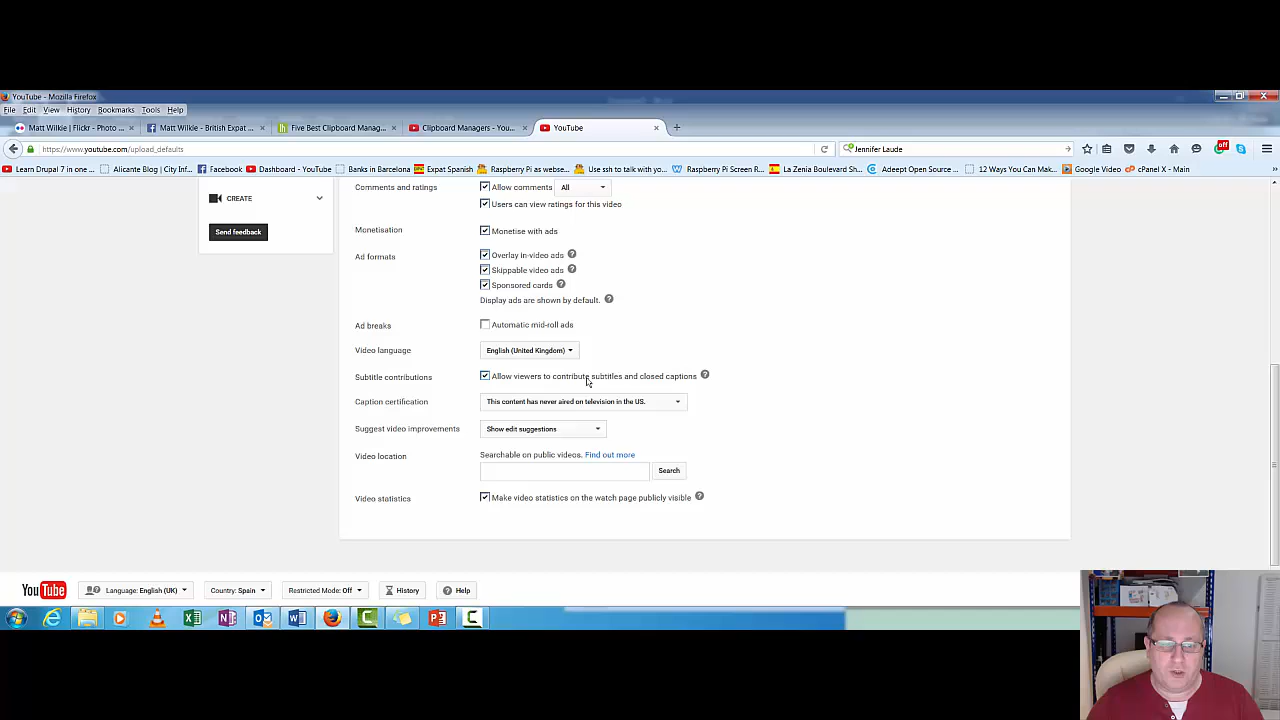 YouTube - Mozilla Firefox
File Edit View History Bookmarks Tools Help
Matt Wilkie | Flickr - Photo ... × Matt Wilkie - British Expat ... × Five Best Clipboard Manag... × Clipboard Managers - You... × YouTube × +
https://www.youtube.com/upload_defaults Jennifer Laude off
Learn Drupal 7 in one ... Alicante Blog (City Inf... Facebook Dashboard - YouTube Banks in Barcelona Expat Spanish Raspberry Pi as webse... Use ssh to talk with yo... Raspberry Pi Screen R... La Zenia Boulevard Sh... Adeept Open Source ... 12 Ways You Can Mak... Google Video cPanel X - Main
CREATE
Send feedback
Comments and ratings Allow comments All
Users can view ratings for this video
Monetisation Monetise with ads
Ad formats Overlay in-video ads ?
Skippable video ads ?
Sponsored cards ?
Display ads are shown by default. ?
Ad breaks Automatic mid-roll ads
Video language English (United Kingdom)
Subtitle contributions Allow viewers to contribute subtitles and closed captions ?
Caption certification This content has never aired on television in the US.
Suggest video improvements Show edit suggestions
Video location Searchable on public videos. Find out more
Search
Video statistics Make video statistics on the watch page publicly visible ?
YouTube Language: English (UK) Country: Spain Restricted Mode: Off History Help